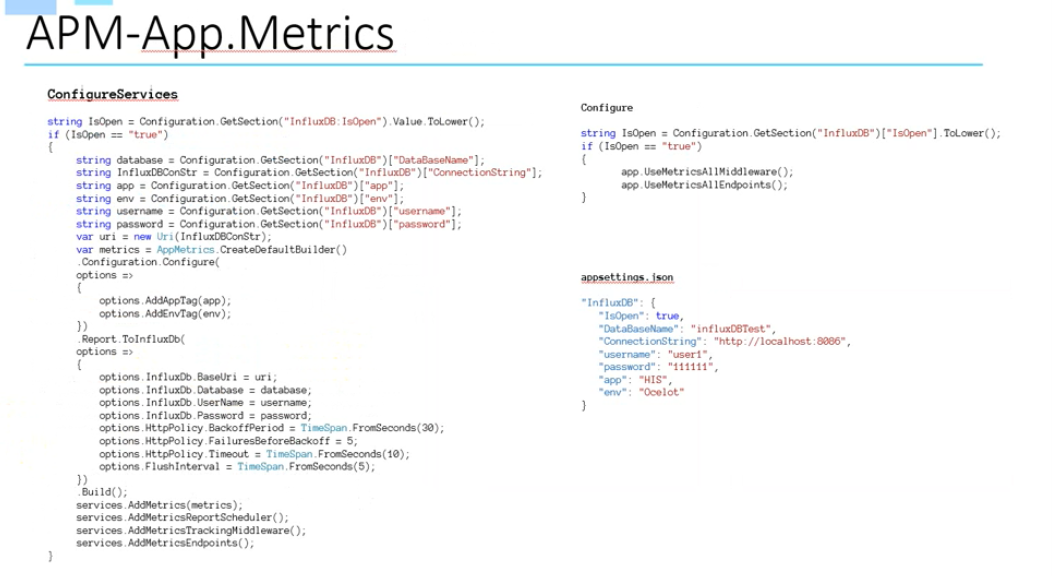 APM-App.Metrics
ConfigureServices
string IsOpen = Configuration.GetSection("InfluxDB:IsOpen").Value.ToLower();
if (IsOpen == "true")
{
string database = Configuration.GetSection("InfluxDB")["DataBaseName"];
string InfluxDBConStr = Configuration.GetSection("InfluxDB")["ConnectionString"];
string app = Configuration.GetSection("InfluxDB")["app"];
string env = Configuration.GetSection("InfluxDB")["env"];
string username = Configuration.GetSection("InfluxDB")["username"];
string password = Configuration.GetSection("InfluxDB")["password"];
var uri = new Uri(InfluxDBConStr);
var metrics = AppMetrics.CreateDefaultBuilder()
.Configuration.Configure(
options =>
{
options.AddAppTag(app);
options.AddEnvTag(env);
})
.Report.ToInfluxDb(
options =>
{
options.InfluxDb.BaseUri = uri;
options.InfluxDb.Database = database;
options.InfluxDb.UserName = username;
options.InfluxDb.Password = password;
options.HttpPolicy.BackoffPeriod = TimeSpan.FromSeconds(30);
options.HttpPolicy.FailuresBeforeBackoff = 5;
options.HttpPolicy.Timeout = TimeSpan.FromSeconds(10);
options.FlushInterval = TimeSpan.FromSeconds(5);
})
.Build();
services.AddMetrics(metrics);
services.AddMetricsReportScheduler();
services.AddMetricsTrackingMiddleware();
services.AddMetricsEndpoints();
}
Configure
string IsOpen = Configuration.GetSection("InfluxDB")["IsOpen"].ToLower();
if (IsOpen == "true")
{
app.UseMetricsAllMiddleware();
app.UseMetricsAllEndpoints();
}
appsettings.json
"InfluxDB": {
"IsOpen": true,
"DataBaseName": "influxDBTest",
"ConnectionString": "http://localhost:8086",
"username": "user1",
"password": "111111",
"app": "HIS",
"env": "Ocelot"
}